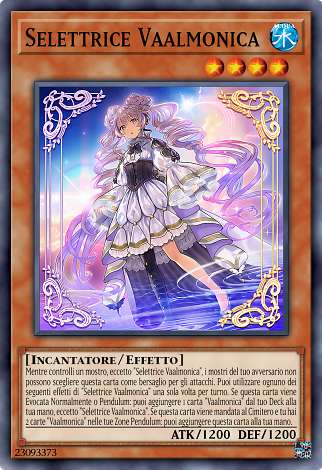 Selettrice Vaalmonica
ACQUA
水
[Incantatore/Effetto]
Mentre controlli un mostro, eccetto "Selettrice Vaalmonica", i mostri del tuo avversario non
possono scegliere questa carta come bersaglio per gli attacchi. Puoi utilizzare ognuno dei
seguenti effetti di "Selettrice Vaalmonica" una sola volta per turno. Se questa carta viene
Evocata Normalmente o Pendulum: puoi aggiungere 1 carta "Vaalmonica" dal tuo Deck alla
tua mano, eccetto "Selettrice Vaalmonica". Se questa carta viene mandata al Cimitero e tu hai
2 carte "Vaalmonica" nelle tue Zone Pendulum: puoi aggiungere questa carta alla tua mano.
ATK/1200 DEF/1200
23093373